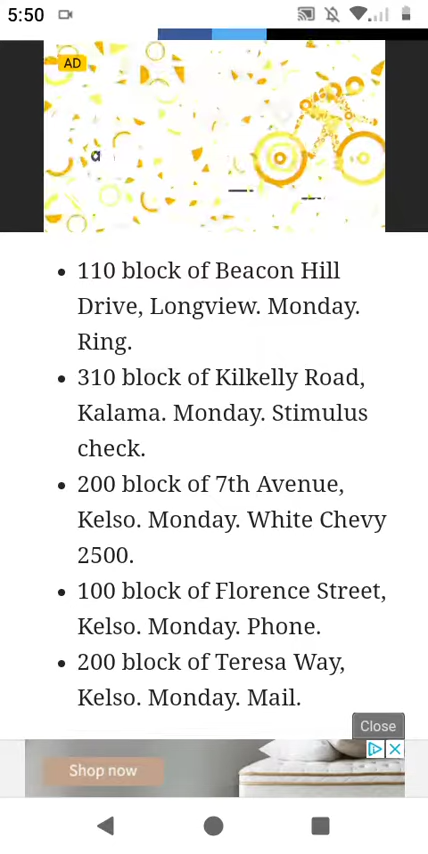 5:50
AD
a
110 block of Beacon Hill
Drive, Longview. Monday.
Ring.
310 block of Kilkelly Road,
Kalama. Monday. Stimulus
check.
200 block of 7th Avenue,
Kelso. Monday. White Chevy
2500.
100 block of Florence Street,
Kelso. Monday. Phone.
200 block of Teresa Way,
Kelso. Monday. Mail.
Close
Shop now